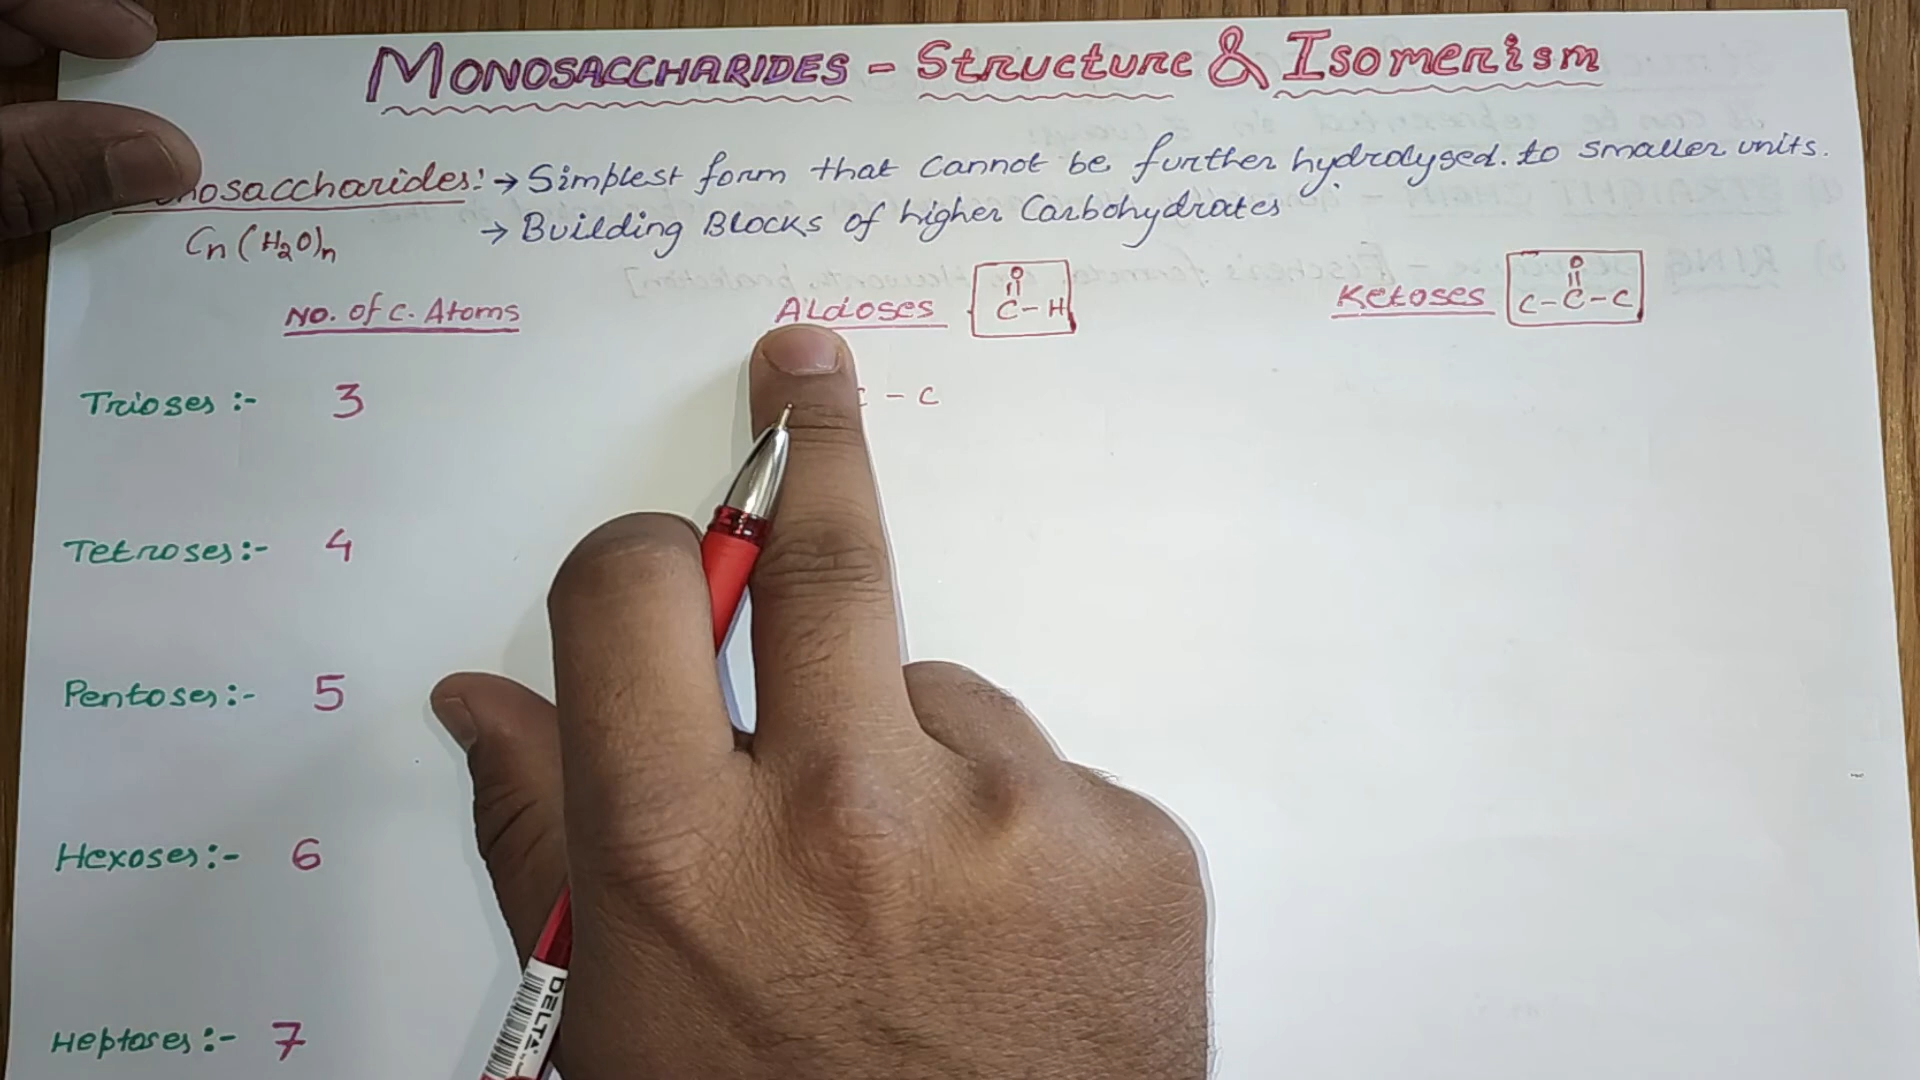 MONOSACCHARIDES - Structure & Isomerism
nosaccharides:→ Simplest form that cannot be further hydrolysed. to smaller units.
Cn(H2O)n → Building Blocks of higher Carbohydrates
No. of C. Atoms Aldoses O C-H Ketoses O C-C-C
Trioses :- 3 C - C
Tetroses:- 4
Pentoses:- 5
Hexoses:- 6
Heptoses:- 7
DELTA